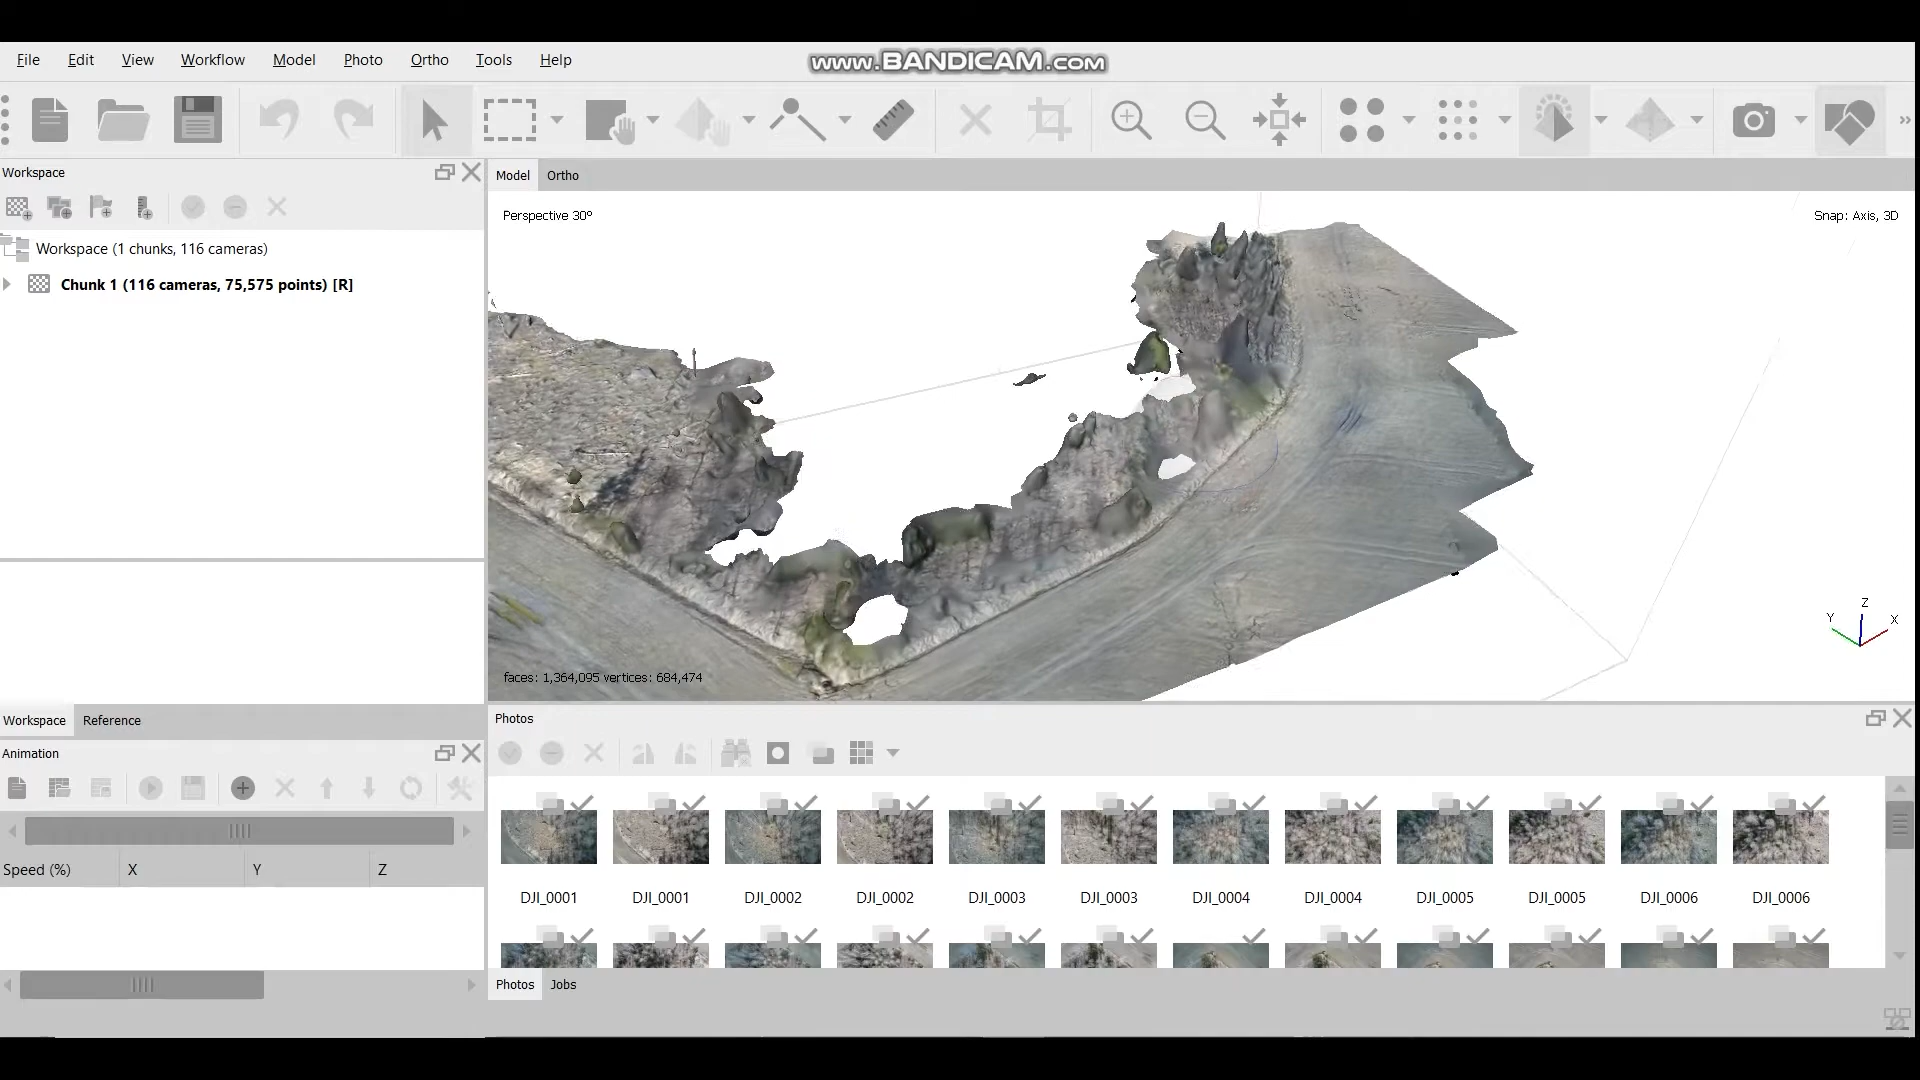 www.BANDICAM.com
File Edit View Workflow Model Photo Ortho Tools Help
Workspace
Workspace (1 chunks, 116 cameras)
Chunk 1 (116 cameras, 75,575 points) [R]
Model Ortho
Perspective 30°
Snap: Axis, 3D
Z
Y
X
faces: 1,364,095 vertices: 684,474
Workspace Reference
Animation
Speed (%) X Y Z
Photos
DJI_0001 DJI_0001 DJI_0002 DJI_0002 DJI_0003 DJI_0003 DJI_0004 DJI_0004 DJI_0005 DJI_0005 DJI_0006 DJI_0006
Photos Jobs